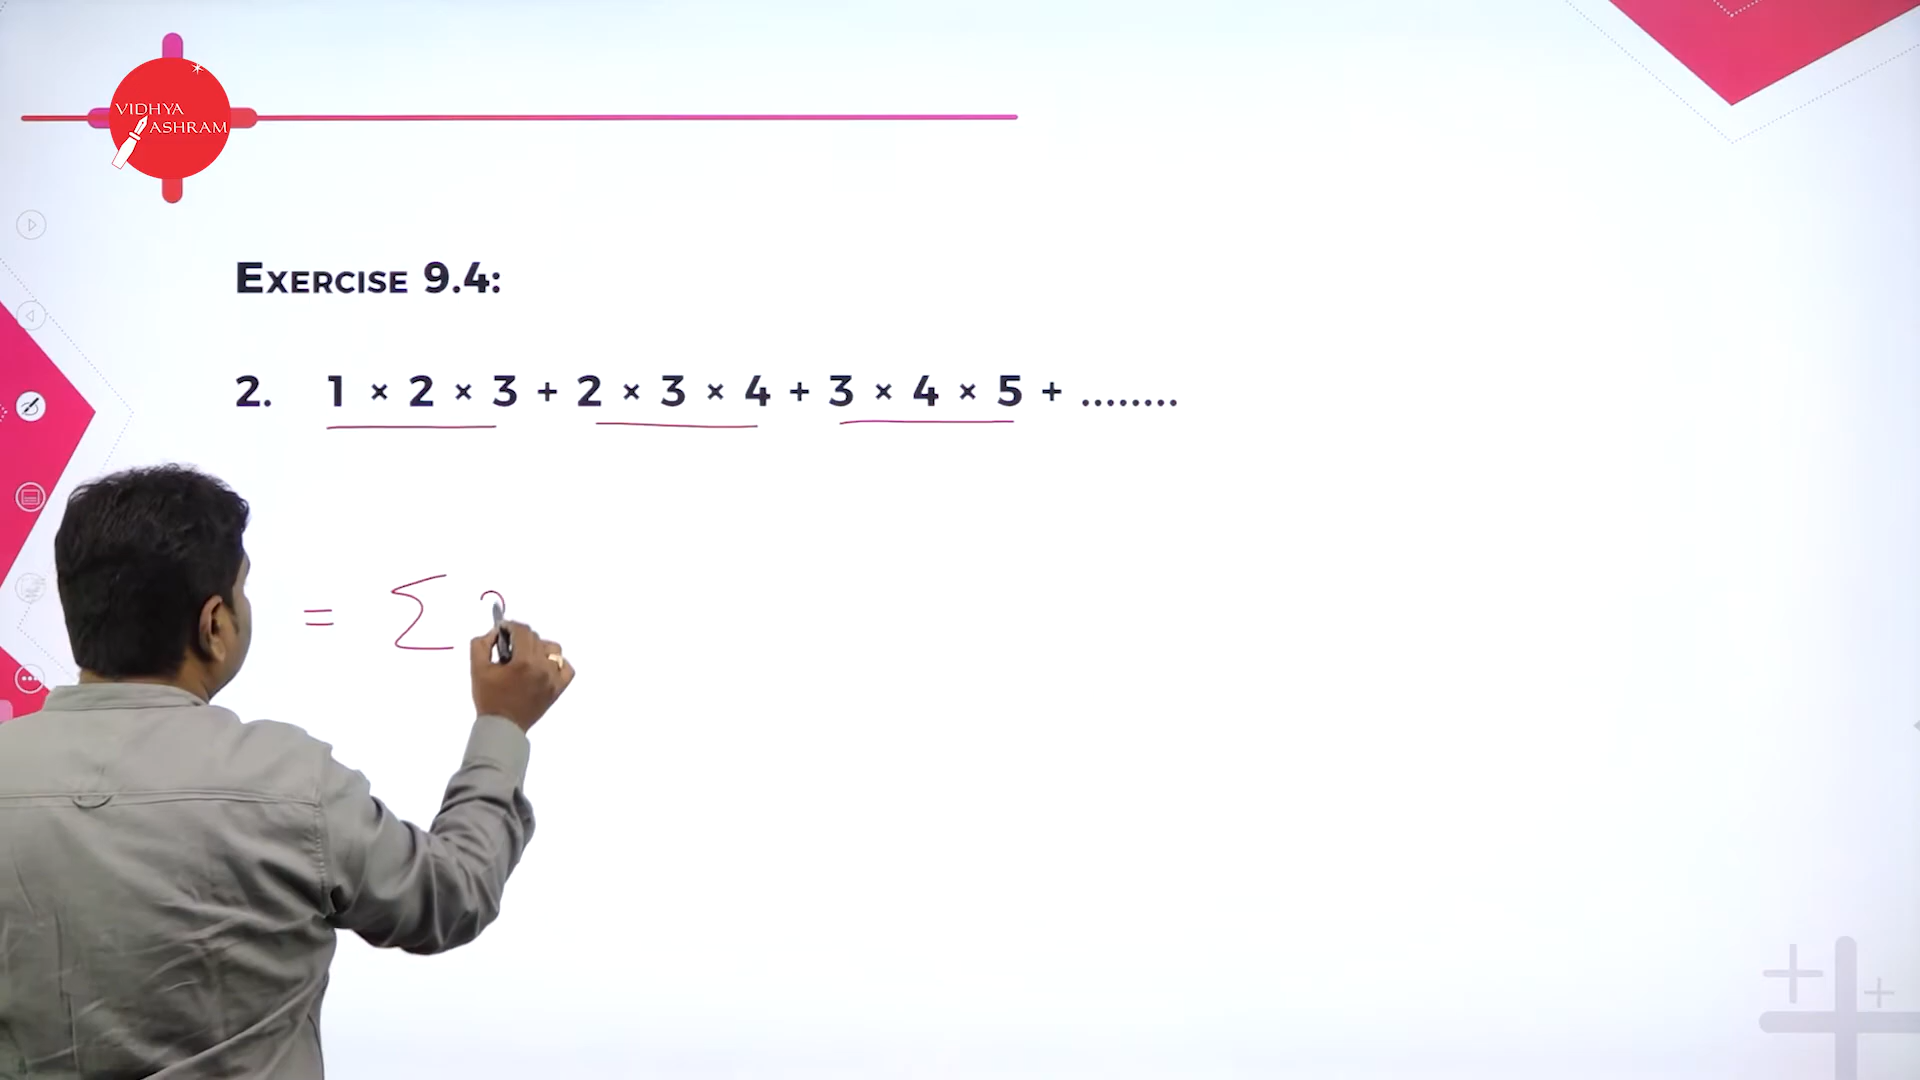 VIDHYA
ASHRAM
EXERCISE 9.4:
2. 1 × 2 × 3 + 2 × 3 × 4 + 3 × 4 × 5 + ........
= Σ